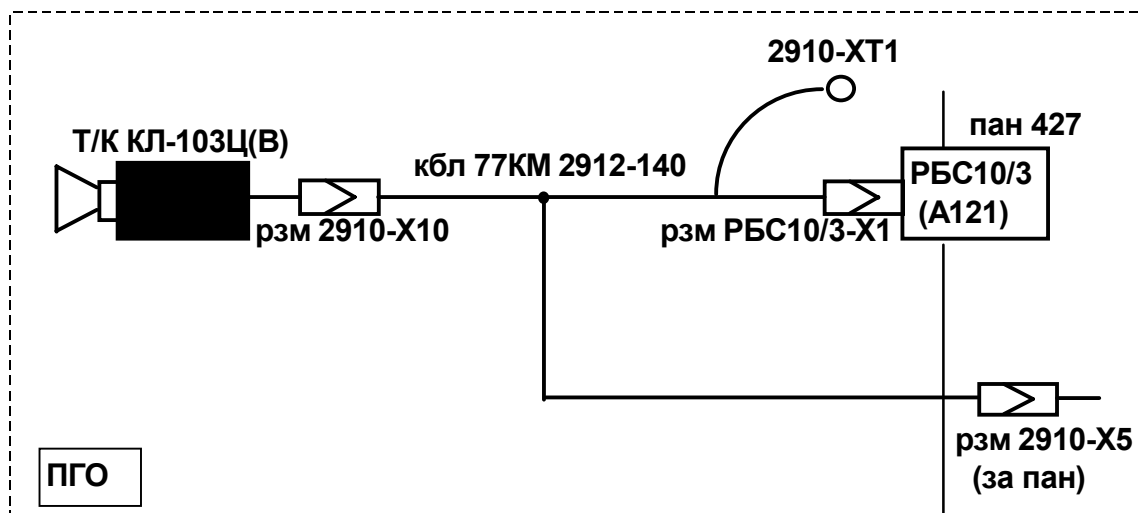 2910-ХТ1
пан 427
Т/К КЛ-103Ц(В)
кбл 77КМ 2912-140
РБС10/3
(А121)
рзм 2910-Х10
рзм РБС10/3-Х1
рзм 2910-Х5
(за пан)
ПГО